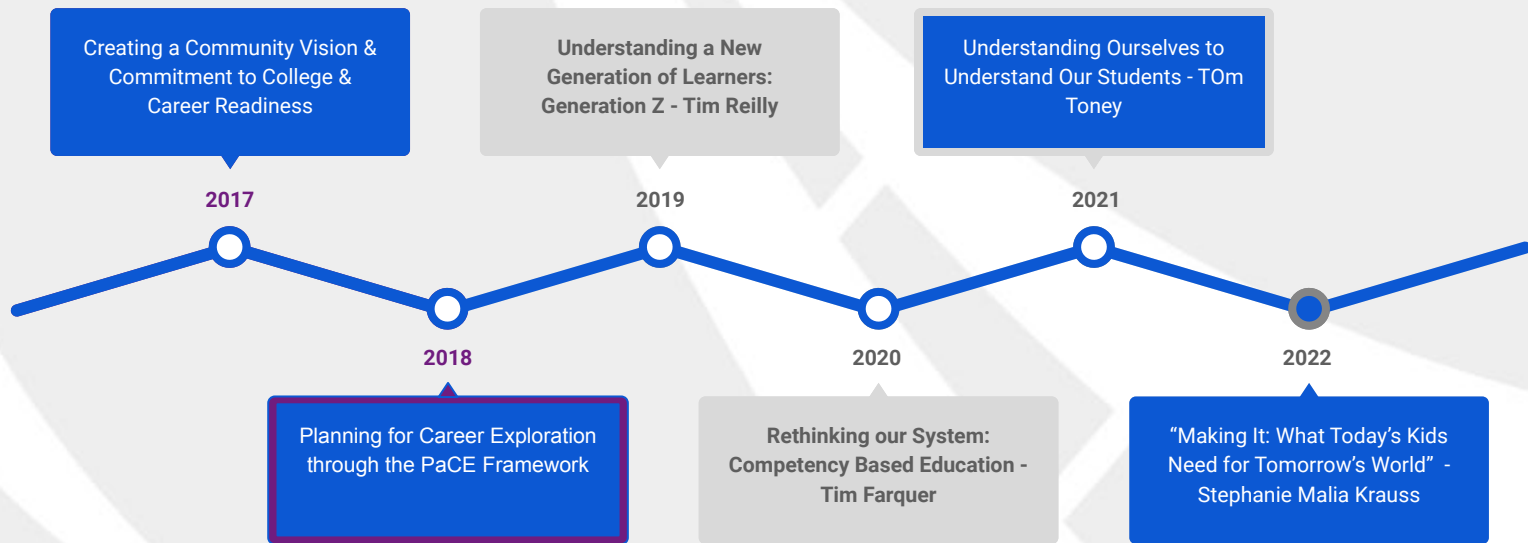 Creating a Community Vision &
Commitment to College &
Career Readiness
2017
2018
Planning for Career Exploration
through the PaCE Framework
Understanding a New
Generation of Learners:
Generation Z - Tim Reilly
2019
2020
Rethinking our System:
Competency Based Education -
Tim Farquer
Understanding Ourselves to
Understand Our Students - TOm
Toney
2021
2022
“Making It: What Today’s Kids
Need for Tomorrow’s World”  -
Stephanie Malia Krauss